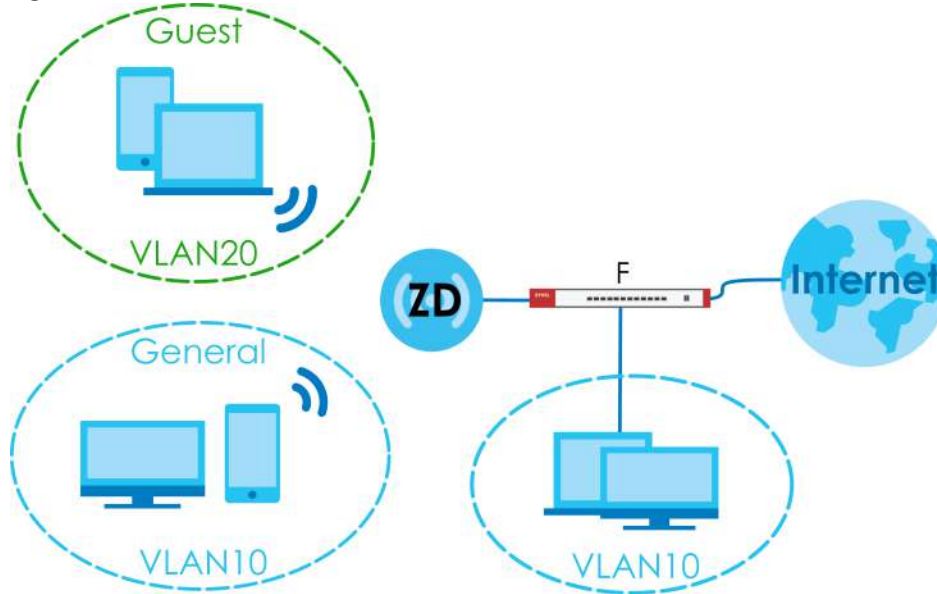 Guest
VLAN20
ZD
F
Internet
General
VLAN10
VLAN10